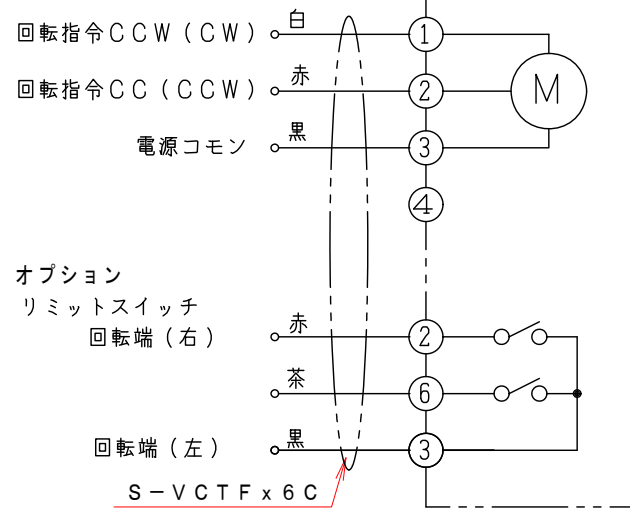 回転指令CCW(CW) 白 1
回転指令CC(CCW) 赤 2 M
電源コモン 黒 3
4
オプション
リミットスイッチ
回転端(右) 赤 2
茶 6
回転端(左) 黒 3
S-VCTFx6C